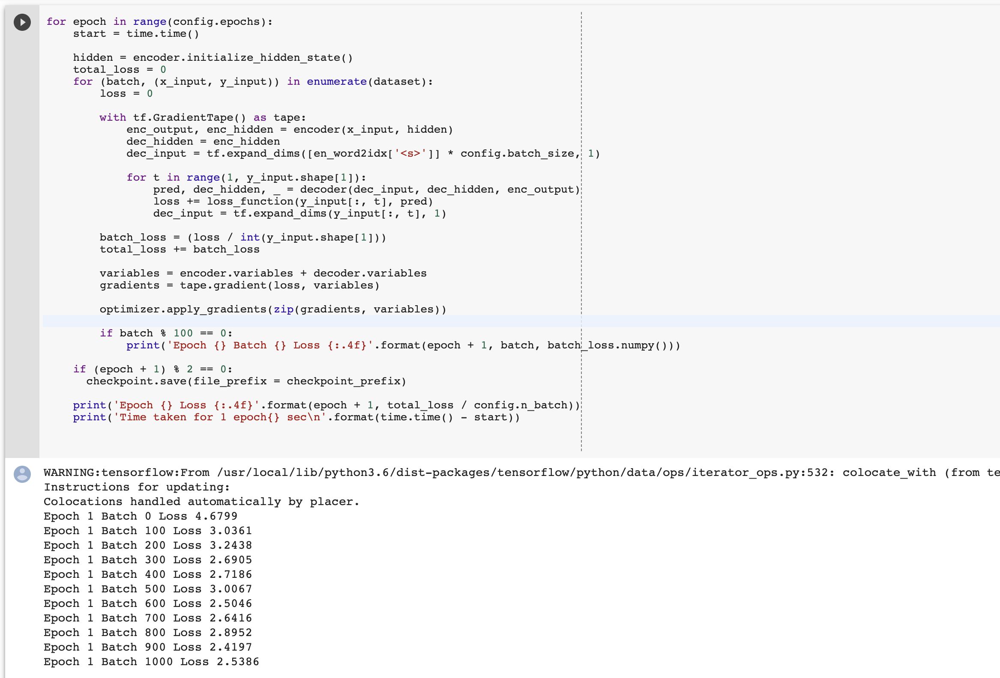 for epoch in range(config.epochs):
    start = time.time()

    hidden = encoder.initialize_hidden_state()
    total_loss = 0
    for (batch, (x_input, y_input)) in enumerate(dataset):
        loss = 0

        with tf.GradientTape() as tape:
            enc_output, enc_hidden = encoder(x_input, hidden)
            dec_hidden = enc_hidden
            dec_input = tf.expand_dims([en_word2idx['<s>']] * config.batch_size, 1)

            for t in range(1, y_input.shape[1]):
                pred, dec_hidden, _ = decoder(dec_input, dec_hidden, enc_output)
                loss += loss_function(y_input[:, t], pred)
                dec_input = tf.expand_dims(y_input[:, t], 1)

        batch_loss = (loss / int(y_input.shape[1]))
        total_loss += batch_loss

        variables = encoder.variables + decoder.variables
        gradients = tape.gradient(loss, variables)

        optimizer.apply_gradients(zip(gradients, variables))

        if batch % 100 == 0:
            print('Epoch {} Batch {} Loss {:.4f}'.format(epoch + 1, batch, batch_loss.numpy()))

    if (epoch + 1) % 2 == 0:
      checkpoint.save(file_prefix = checkpoint_prefix)

    print('Epoch {} Loss {:.4f}'.format(epoch + 1, total_loss / config.n_batch))
    print('Time taken for 1 epoch{} sec\n'.format(time.time() - start))
WARNING:tensorflow:From /usr/local/lib/python3.6/dist-packages/tensorflow/python/data/ops/iterator_ops.py:532: colocate_with (from te
Instructions for updating:
Colocations handled automatically by placer.
Epoch 1 Batch 0 Loss 4.6799
Epoch 1 Batch 100 Loss 3.0361
Epoch 1 Batch 200 Loss 3.2438
Epoch 1 Batch 300 Loss 2.6905
Epoch 1 Batch 400 Loss 2.7186
Epoch 1 Batch 500 Loss 3.0067
Epoch 1 Batch 600 Loss 2.5046
Epoch 1 Batch 700 Loss 2.6416
Epoch 1 Batch 800 Loss 2.8952
Epoch 1 Batch 900 Loss 2.4197
Epoch 1 Batch 1000 Loss 2.5386